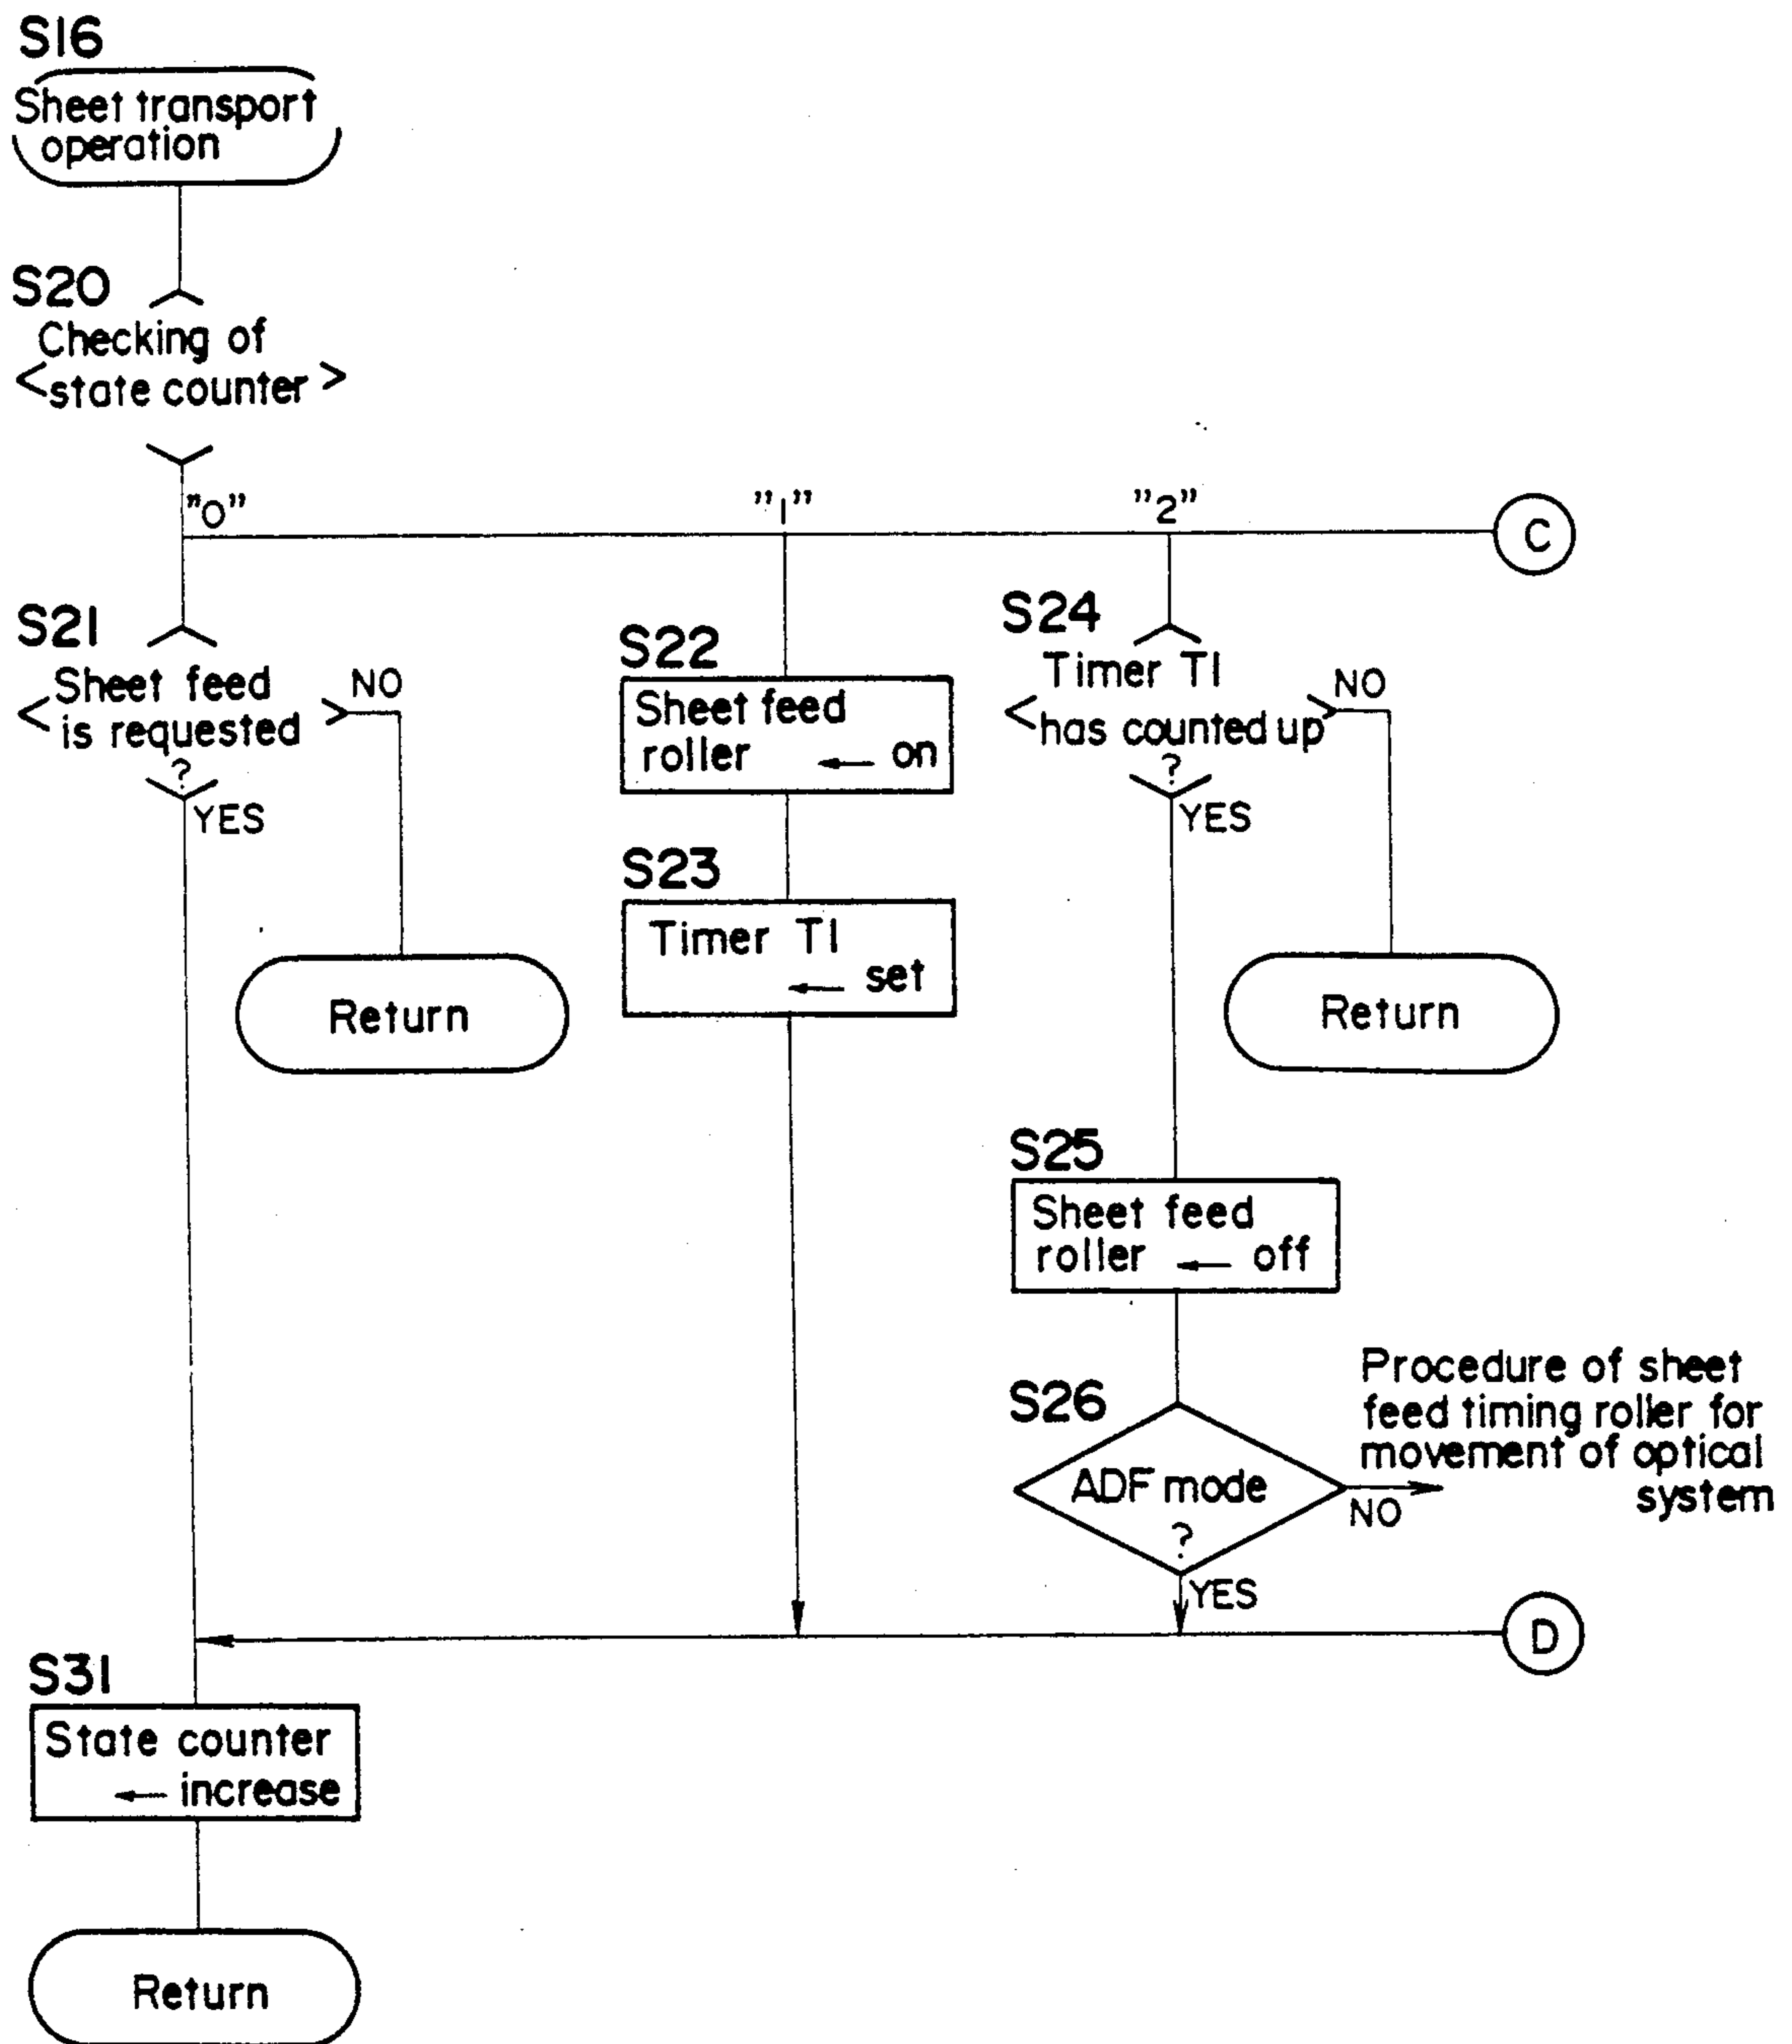 S16
Sheet transport
operation
S20
Checking of
state counter
"0"
"1"
"2"
C
S21
Sheet feed
is requested
?
NO
YES
Return
S22
Sheet feed
roller ← on
S23
Timer T1
← set
S24
Timer T1
has counted up
?
NO
YES
Return
S25
Sheet feed
roller ← off
S26
ADF mode
?
NO
YES
Procedure of sheet
feed timing roller for
movement of optical
system
D
S31
State counter
← increase
Return